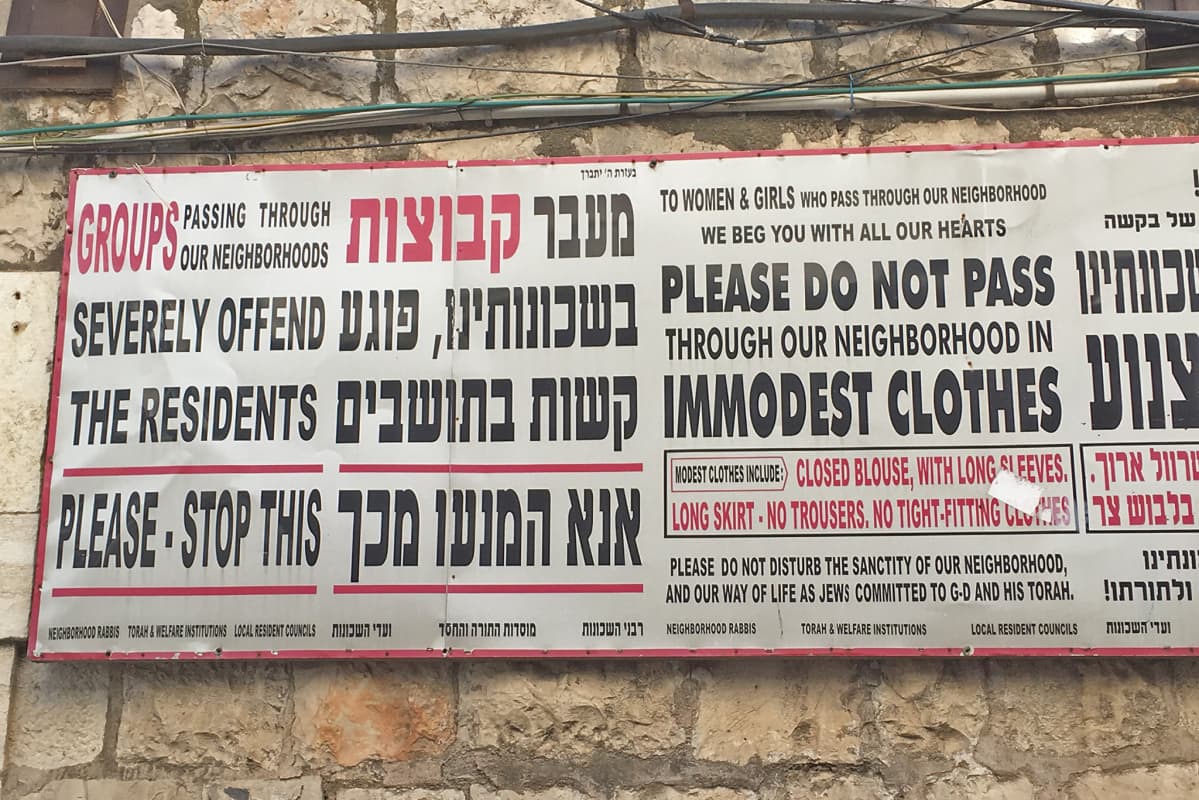 GROUPS PASSING THROUGH
OUR NEIGHBORHOODS
SEVERELY OFFEND
THE RESIDENTS
PLEASE - STOP THIS
NEIGHBORHOOD RABBIS TORAH & WELFARE INSTITUTIONS LOCAL RESIDENT COUNCILS
בעזרת ה' יתברך
מעבר קבוצות
בשכונותינו, פוגע
קשות בתושבים
אנא המנעו מכך
רבני השכונות מוסדות התורה והחסד ועדי השכונות
TO WOMEN & GIRLS WHO PASS THROUGH OUR NEIGHBORHOOD
WE BEG YOU WITH ALL OUR HEARTS
PLEASE DO NOT PASS
THROUGH OUR NEIGHBORHOOD IN
IMMODEST CLOTHES
MODEST CLOTHES INCLUDE: CLOSED BLOUSE, WITH LONG SLEEVES.
LONG SKIRT - NO TROUSERS. NO TIGHT-FITTING CLOTHES
PLEASE DO NOT DISTURB THE SANCTITY OF OUR NEIGHBORHOOD,
AND OUR WAY OF LIFE AS JEWS COMMITTED TO G-D AND HIS TORAH.
NEIGHBORHOOD RABBIS TORAH & WELFARE INSTITUTIONS LOCAL RESIDENT COUNCILS
של בקשה
שרוול ארוך.
בלבוש צר
ולתורתו!
ועדי השכונות